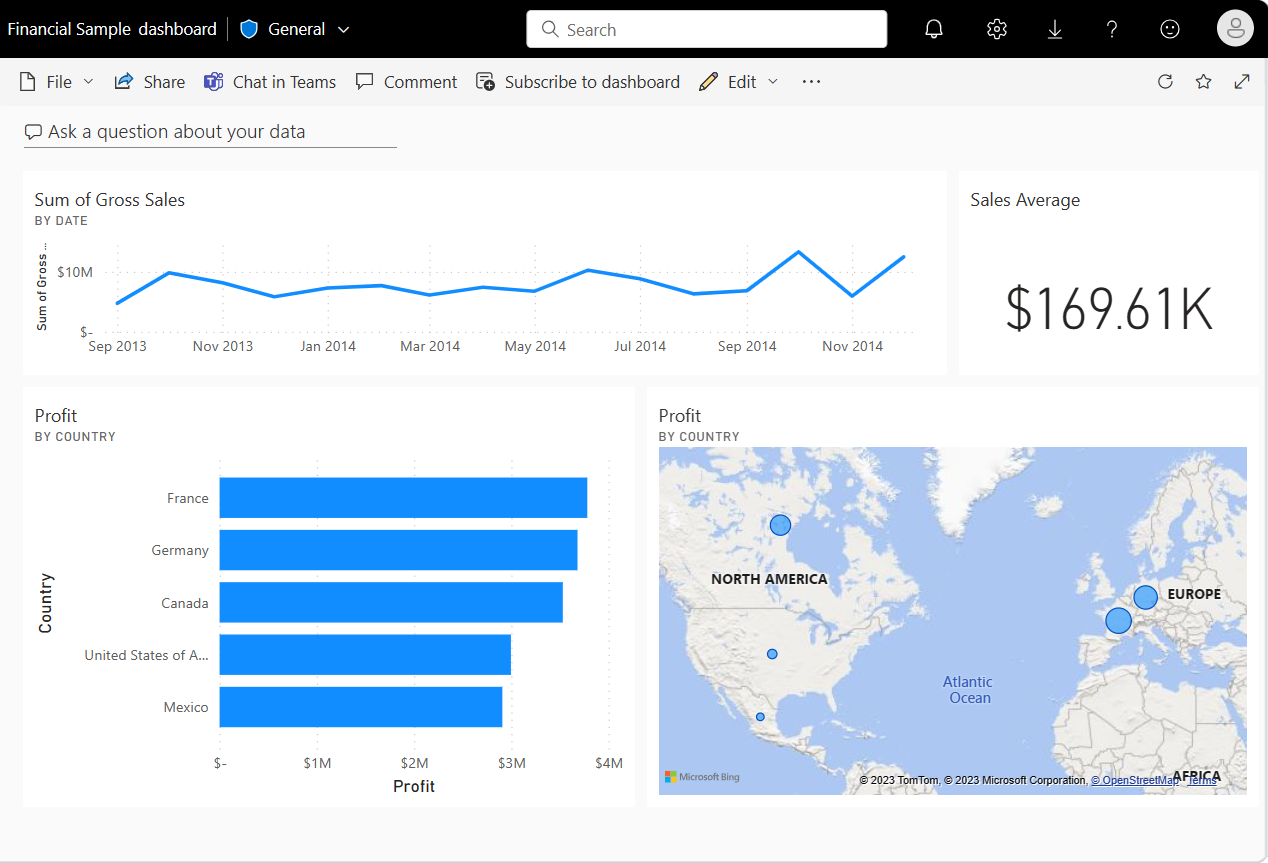 Financial Sample dashboard General
Search
File Share Chat in Teams Comment Subscribe to dashboard Edit
Ask a question about your data
Sum of Gross Sales
BY DATE
Sum of Gross ...
$10M
$-
Sep 2013 Nov 2013 Jan 2014 Mar 2014 May 2014 Jul 2014 Sep 2014 Nov 2014
Sales Average
$169.61K
Profit
BY COUNTRY
Country
France
Germany
Canada
United States of A...
Mexico
$- $1M $2M $3M $4M
Profit
Profit
BY COUNTRY
NORTH AMERICA
EUROPE
Atlantic
Ocean
AFRICA
Microsoft Bing
© 2023 TomTom, © 2023 Microsoft Corporation, © OpenStreetMap Terms